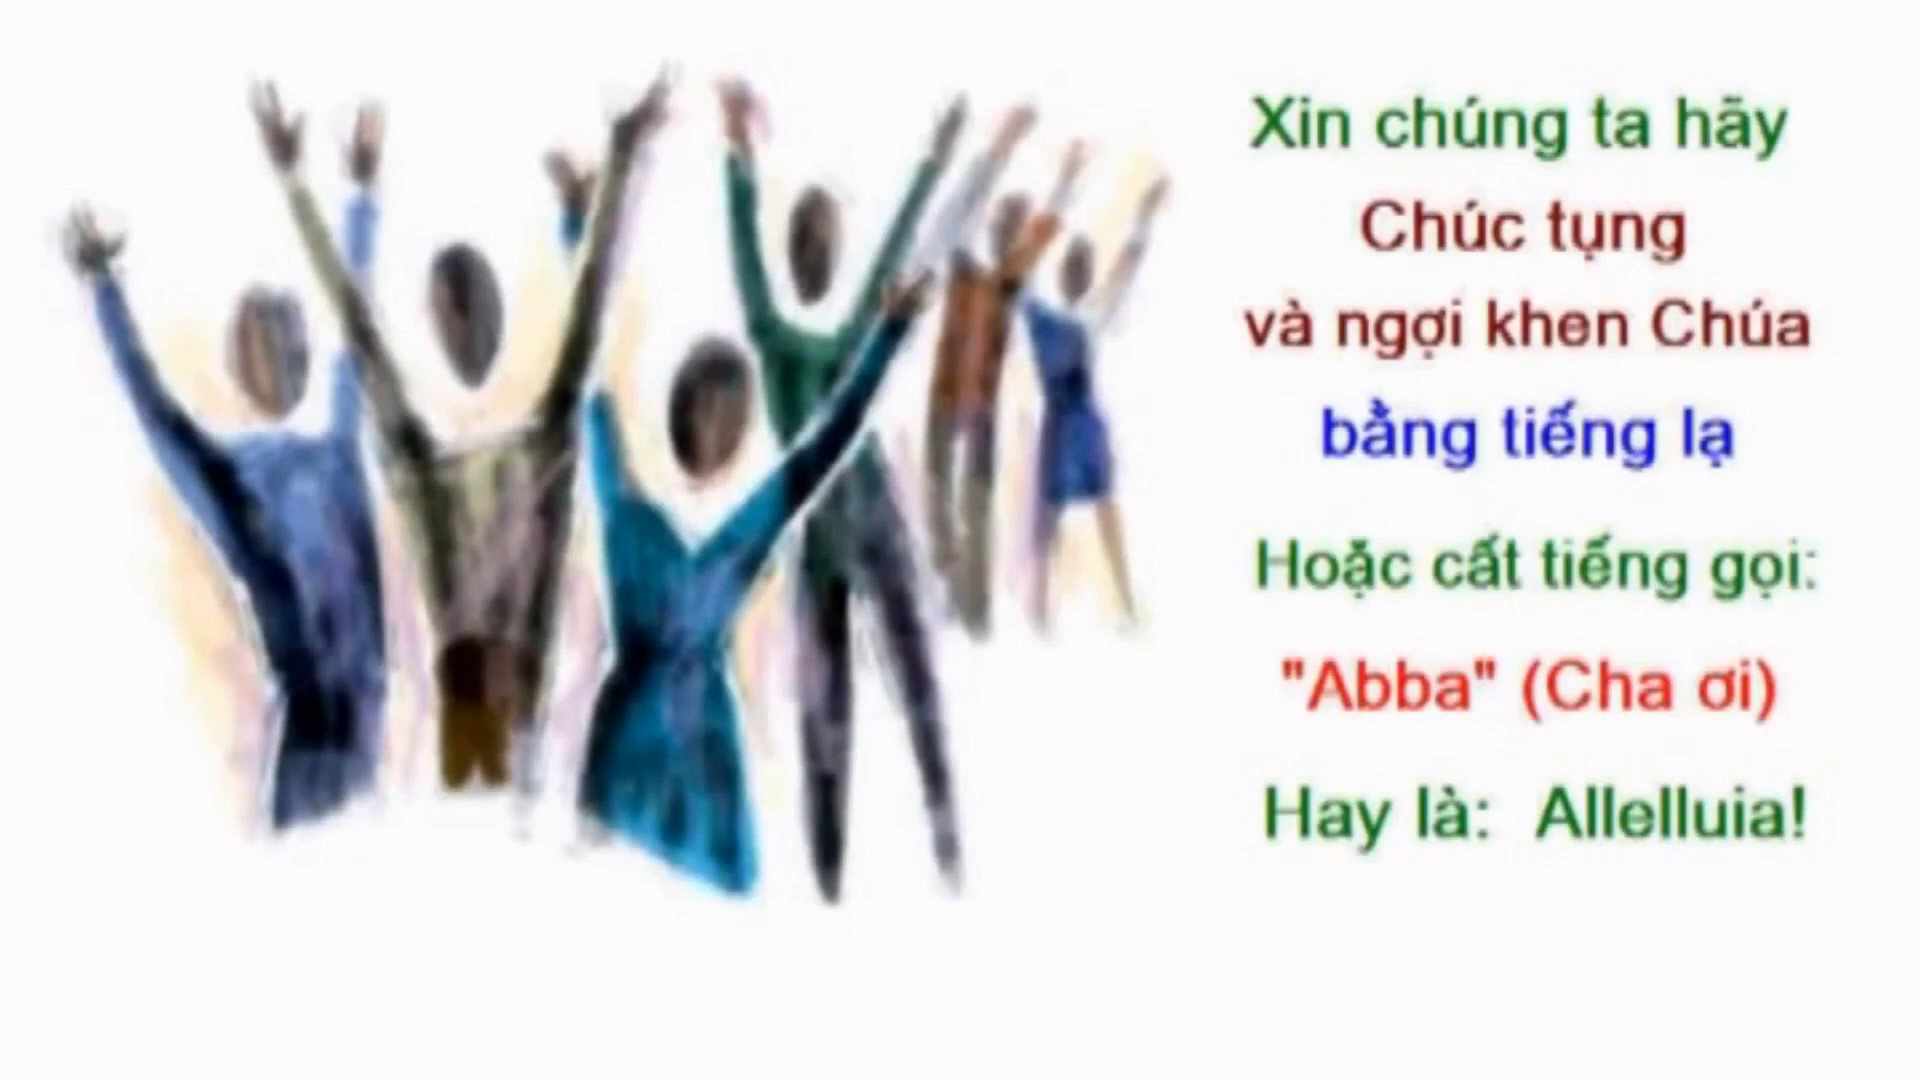 Xin chúng ta hãy
Chúc tụng
và ngợi khen Chúa
bằng tiếng lạ
Hoặc cất tiếng gọi:
"Abba" (Cha ơi)
Hay là: Allelluia!